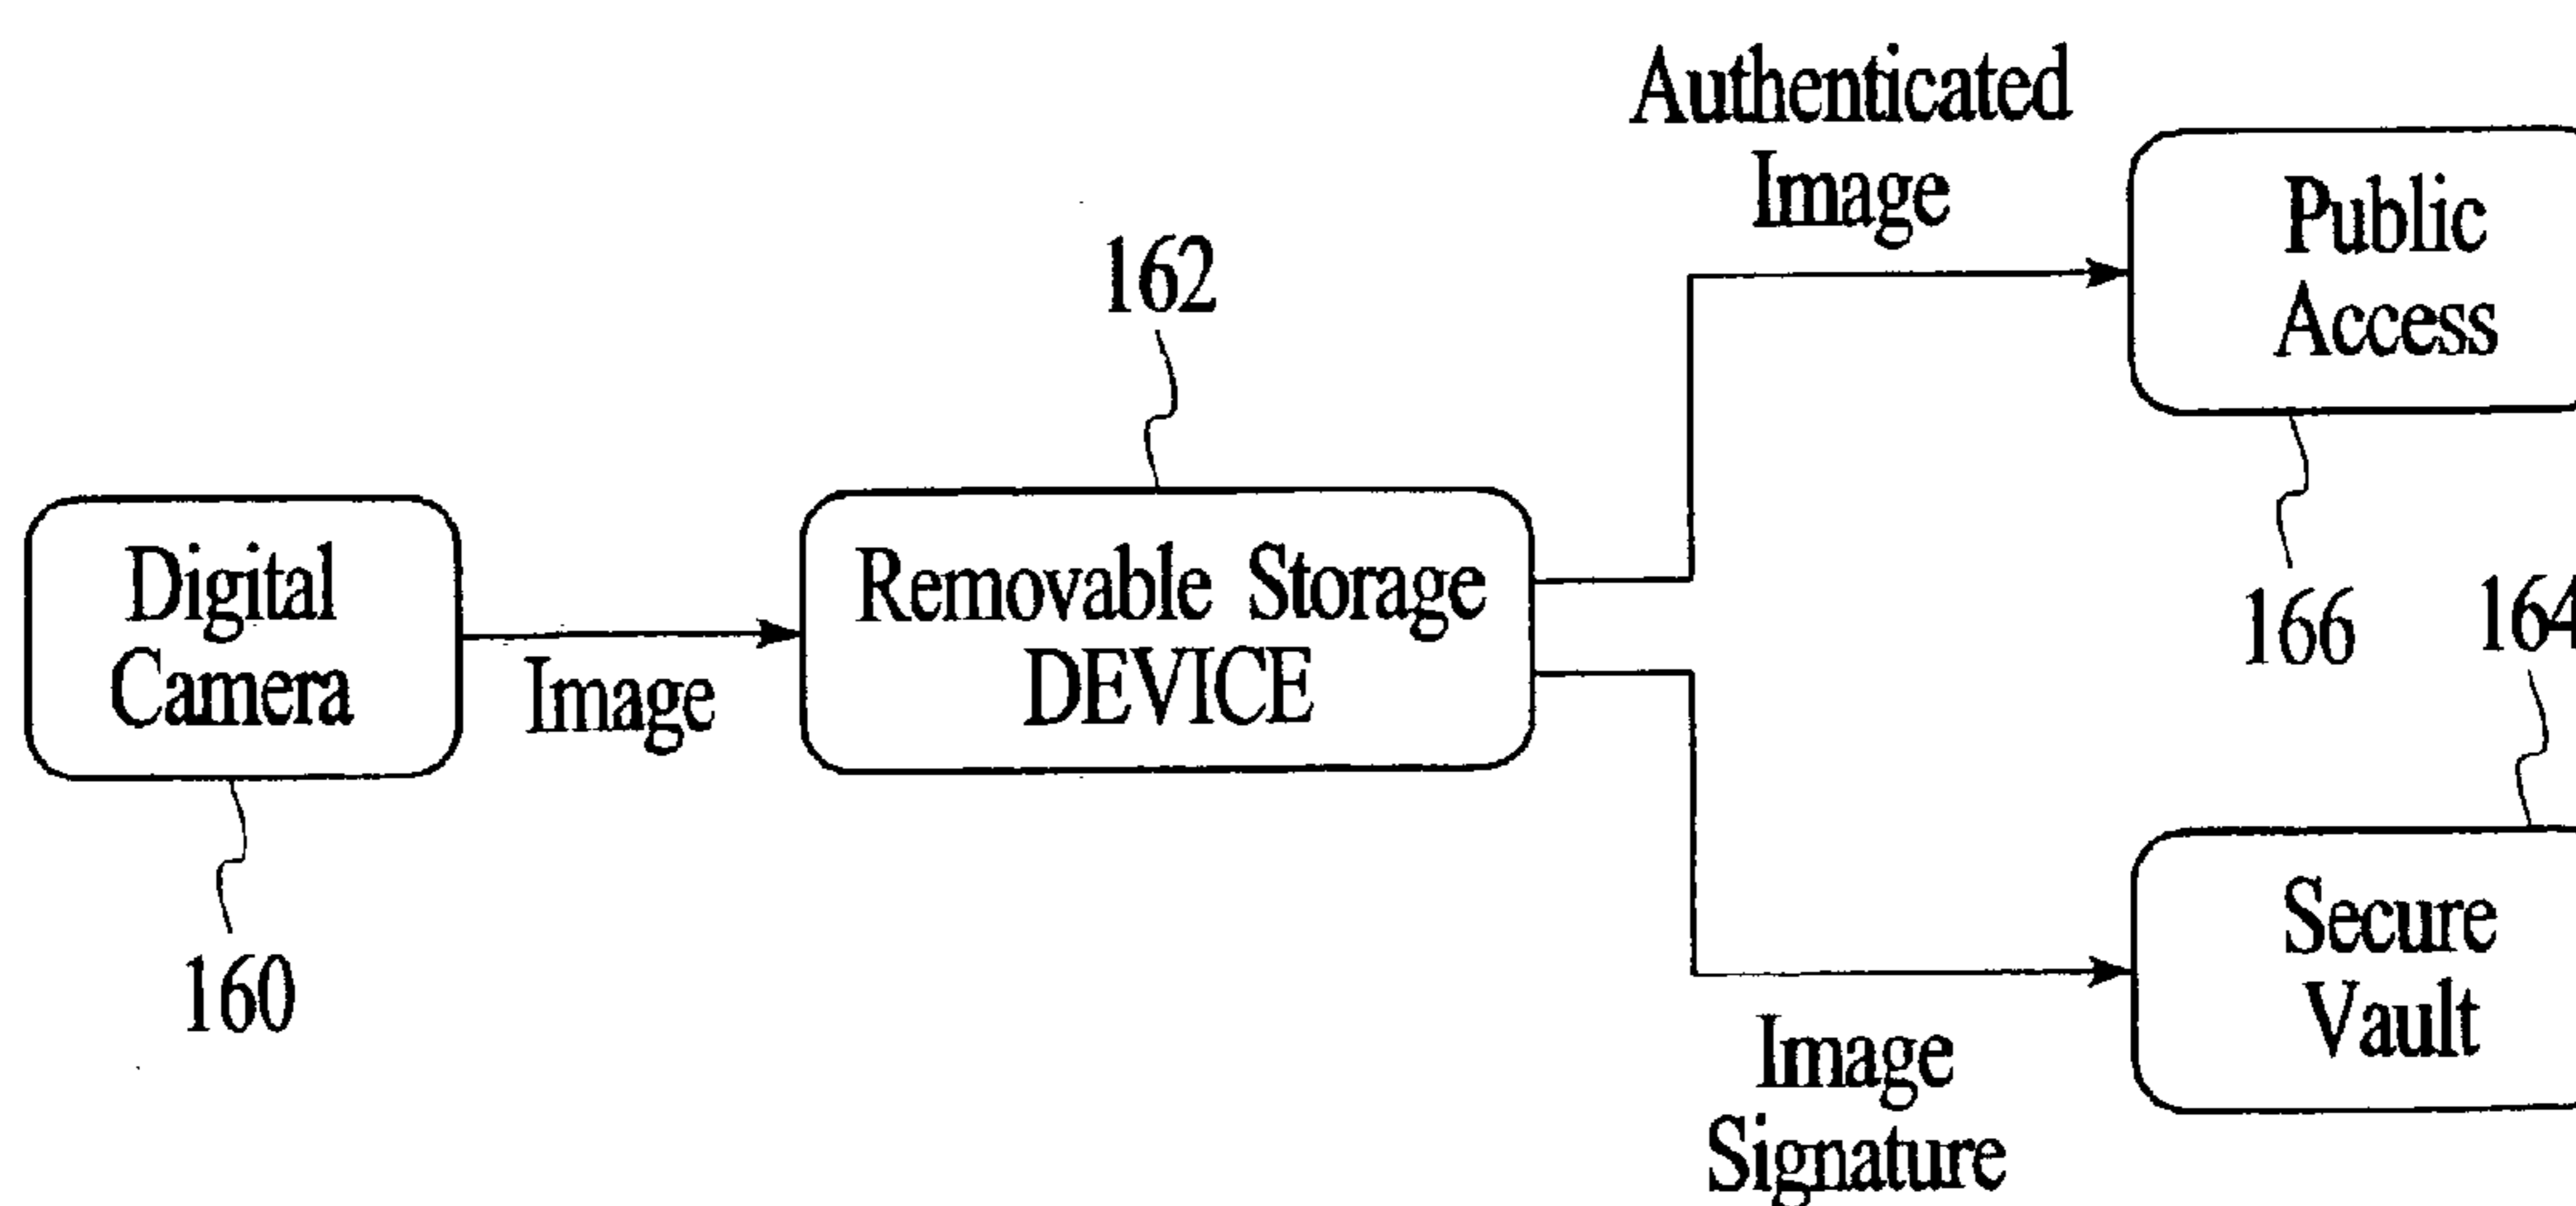 Authenticated
Image
Public
Access
162
166
164
Digital
Camera
Image
Removable Storage
DEVICE
160
Secure
Vault
Image
Signature